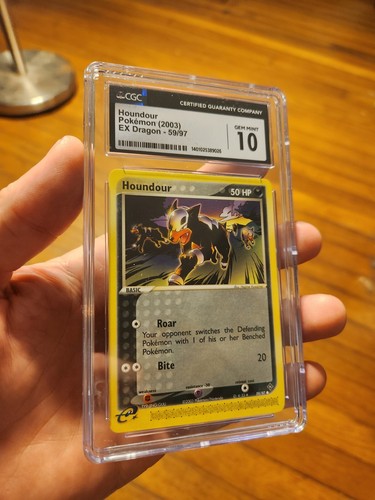 CGC
CERTIFIED GUARANTY COMPANY
Houndour
Pokémon (2003)
EX Dragon - 59/97
GEM MINT
10
Houndour
50 HP
BASIC
Roar
Your opponent switches the Defending
Pokémon with 1 of his or her Benched
Pokémon.
Bite
20